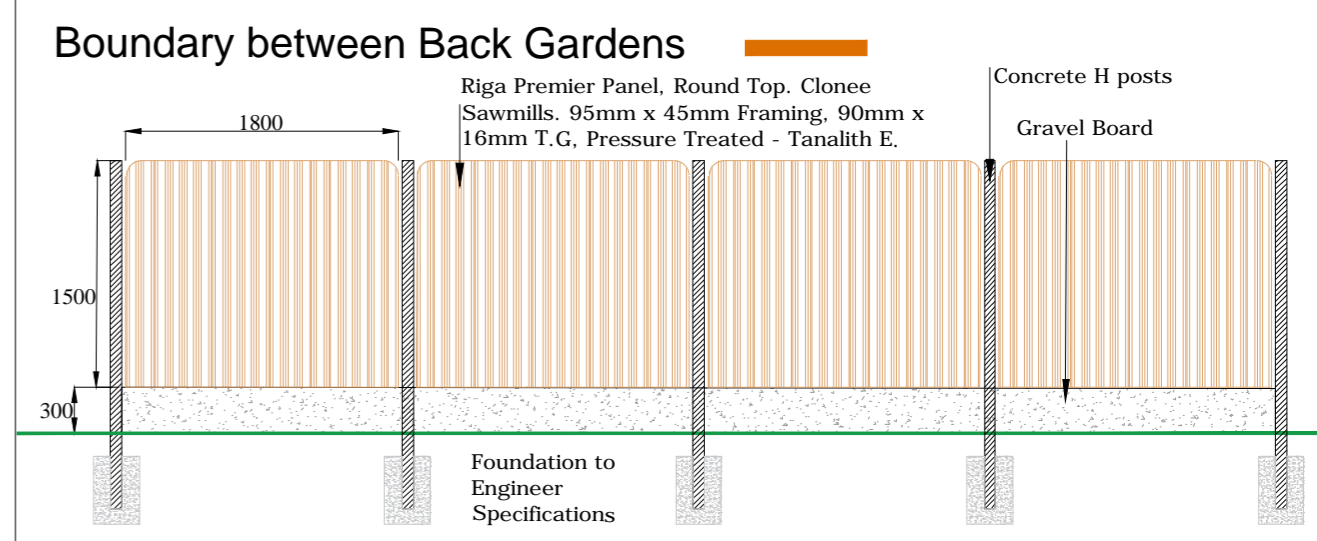 Boundary between Back Gardens
Riga Premier Panel, Round Top. Clonee
Sawmills. 95mm x 45mm Framing, 90mm x
16mm T.G, Pressure Treated - Tanalith E.
Concrete H posts
Gravel Board
1800
1500
300
Foundation to
Engineer
Specifications